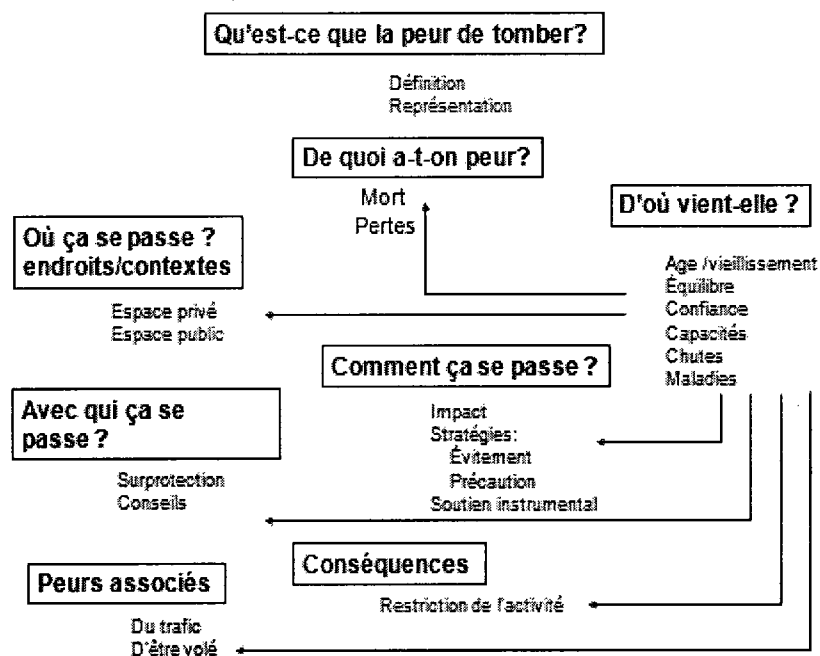 Qu'est-ce que la peur de tomber?
Définition
Représentation
De quoi a-t-on peur?
Mort
Pertes
D'où vient-elle ?
Age /vieillissement
Équilibre
Confiance
Capacités
Chutes
Maladies
Où ça se passe ?
endroits/contextes
Espace privé
Espace public
Comment ça se passe ?
Impact
Stratégies:
Évitement
Précaution
Soutien instrumental
Avec qui ça se
passe ?
Surprotection
Conseils
Conséquences
Restriction de l'activité
Peurs associés
Du trafic
D'être volé